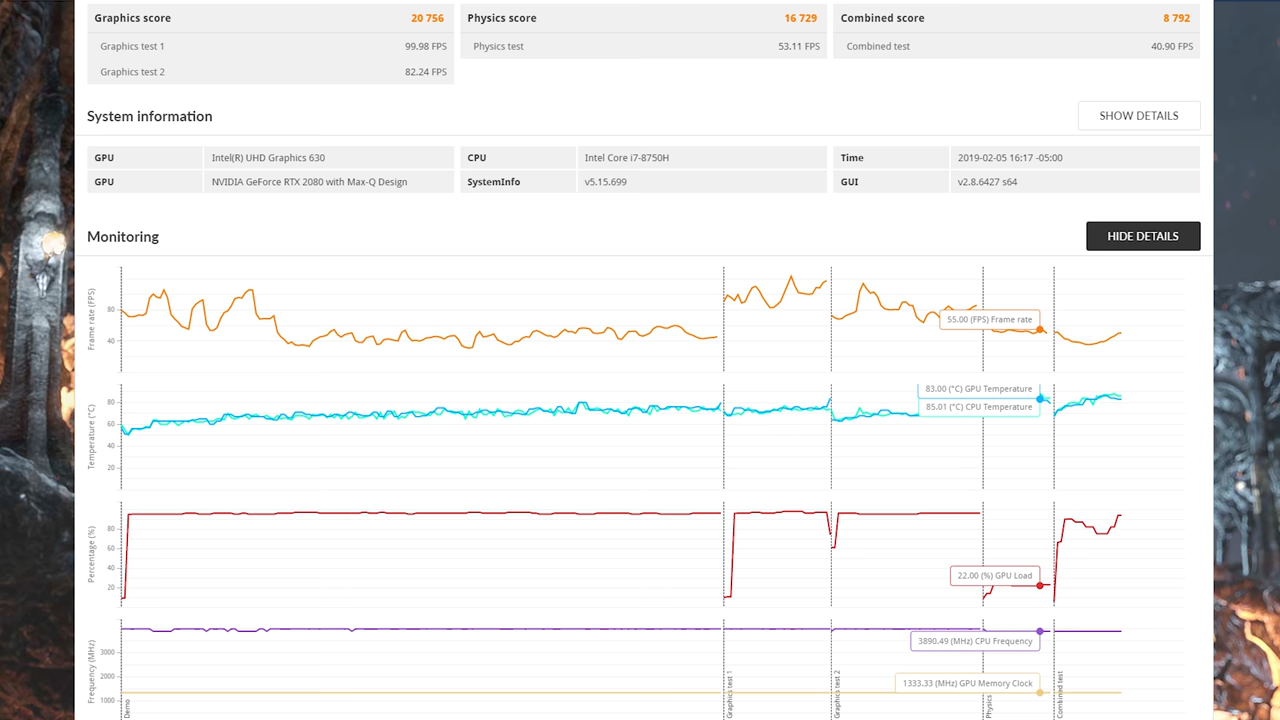 Graphics score 20 756
Graphics test 1 99.98 FPS
Graphics test 2 82.24 FPS
Physics score 16 729
Physics test 53.11 FPS
Combined score 8 792
Combined test 40.90 FPS
System information
SHOW DETAILS
GPU Intel(R) UHD Graphics 630
GPU NVIDIA GeForce RTX 2080 with Max-Q Design
CPU Intel Core i7-8750H
SystemInfo v5.15.699
Time 2019-02-05 16:17 -05:00
GUI v2.8.6427 s64
Monitoring
HIDE DETAILS
Frame rate (FPS)
80
40
55.00 (FPS) Frame rate
Temperature (°C)
80
60
40
20
83.00 (°C) GPU Temperature
85.01 (°C) CPU Temperature
Percentage (%)
80
60
40
20
22.00 (%) GPU Load
Frequency (MHz)
3000
2000
1000
3890.49 (MHz) CPU Frequency
1333.33 (MHz) GPU Memory Clock
Demo
Graphics test 1
Graphics test 2
Physics
Combined test